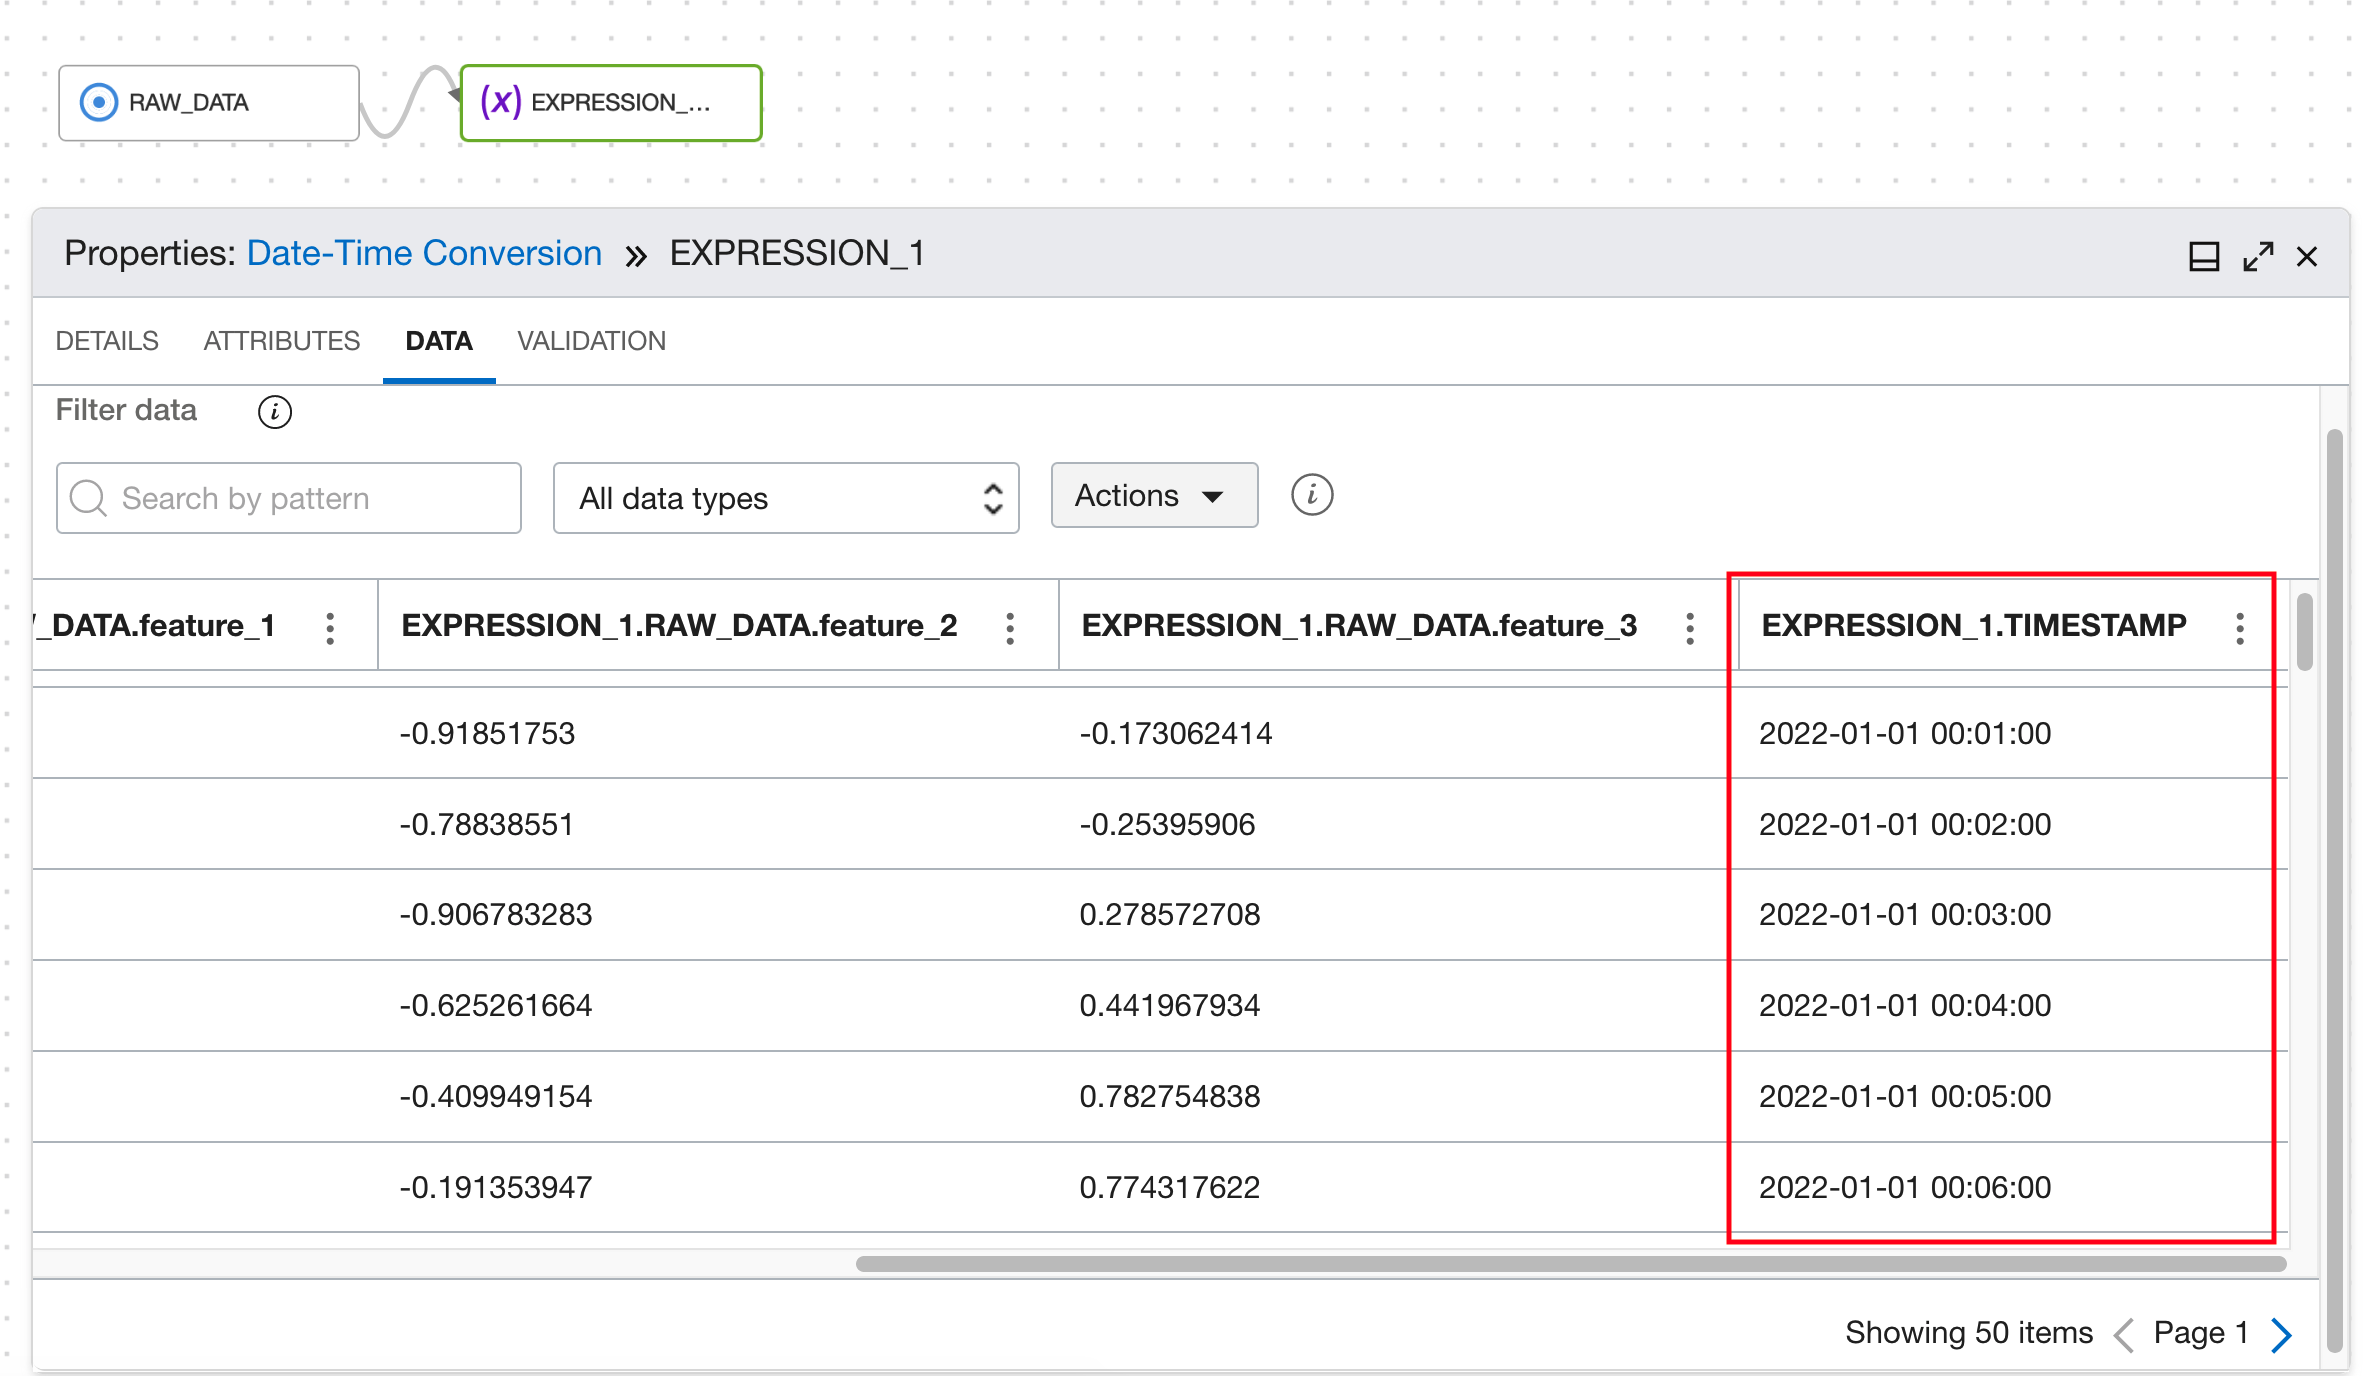 RAW_DATA
(x) EXPRESSION_...
Properties: Date-Time Conversion » EXPRESSION_1
DETAILS ATTRIBUTES DATA VALIDATION
Filter data i
Search by pattern All data types Actions i
_DATA.feature_1 EXPRESSION_1.RAW_DATA.feature_2 EXPRESSION_1.RAW_DATA.feature_3 EXPRESSION_1.TIMESTAMP
-0.91851753 -0.173062414 2022-01-01 00:01:00
-0.78838551 -0.25395906 2022-01-01 00:02:00
-0.906783283 0.278572708 2022-01-01 00:03:00
-0.625261664 0.441967934 2022-01-01 00:04:00
-0.409949154 0.782754838 2022-01-01 00:05:00
-0.191353947 0.774317622 2022-01-01 00:06:00
Showing 50 items Page 1